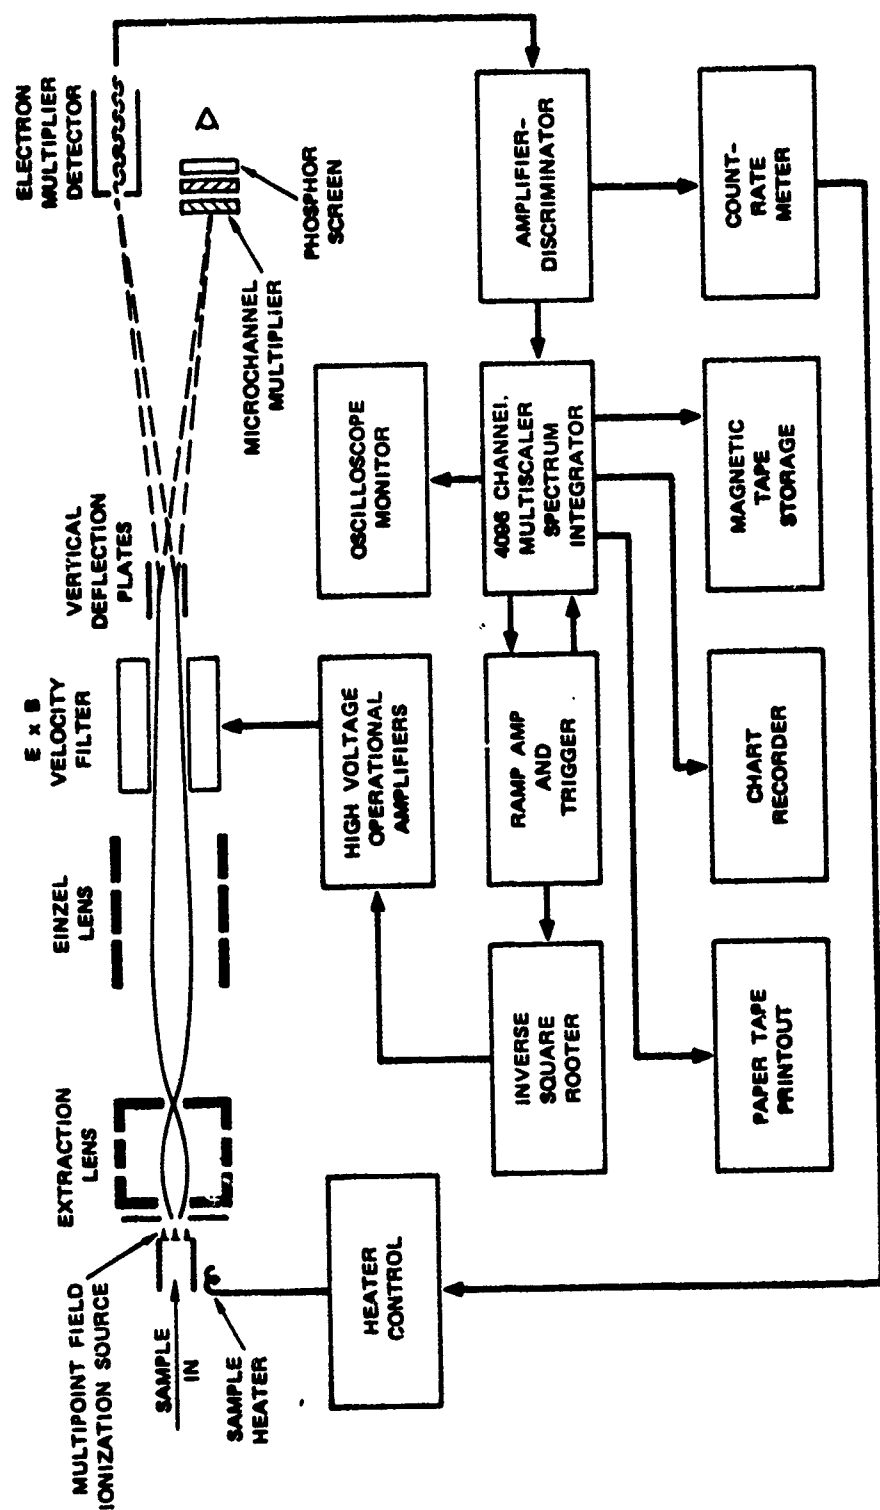 MULTIPOINT FIELD
IONIZATION SOURCE
SAMPLE
IN
SAMPLE
HEATER
EXTRACTION
LENS
EINZEL
LENS
E x B
VELOCITY
FILTER
VERTICAL
DEFLECTION
PLATES
ELECTRON
MULTIPLIER
DETECTOR
MICROCHANNEL
MULTIPLIER
PHOSPHOR
SCREEN
HEATER
CONTROL
HIGH VOLTAGE
OPERATIONAL
AMPLIFIERS
OSCILLOSCOPE
MONITOR
INVERSE
SQUARE
ROOTER
RAMP AMP
AND
TRIGGER
4096 CHANNEL,
MULTISCALER
SPECTRUM
INTEGRATOR
AMPLIFIER-
DISCRIMINATOR
PAPER TAPE
PRINTOUT
CHART
RECORDER
MAGNETIC
TAPE
STORAGE
COUNT-
RATE
METER